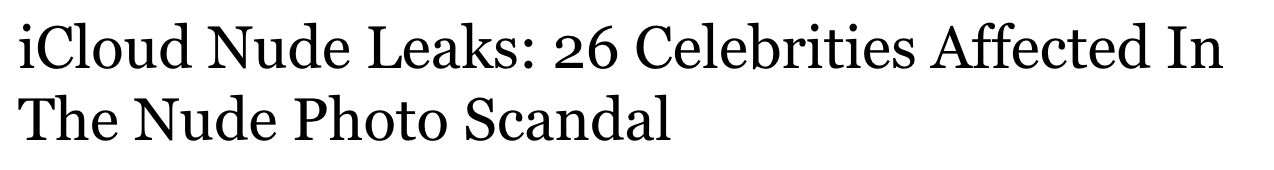 iCloud Nude Leaks: 26 Celebrities Affected In
The Nude Photo Scandal